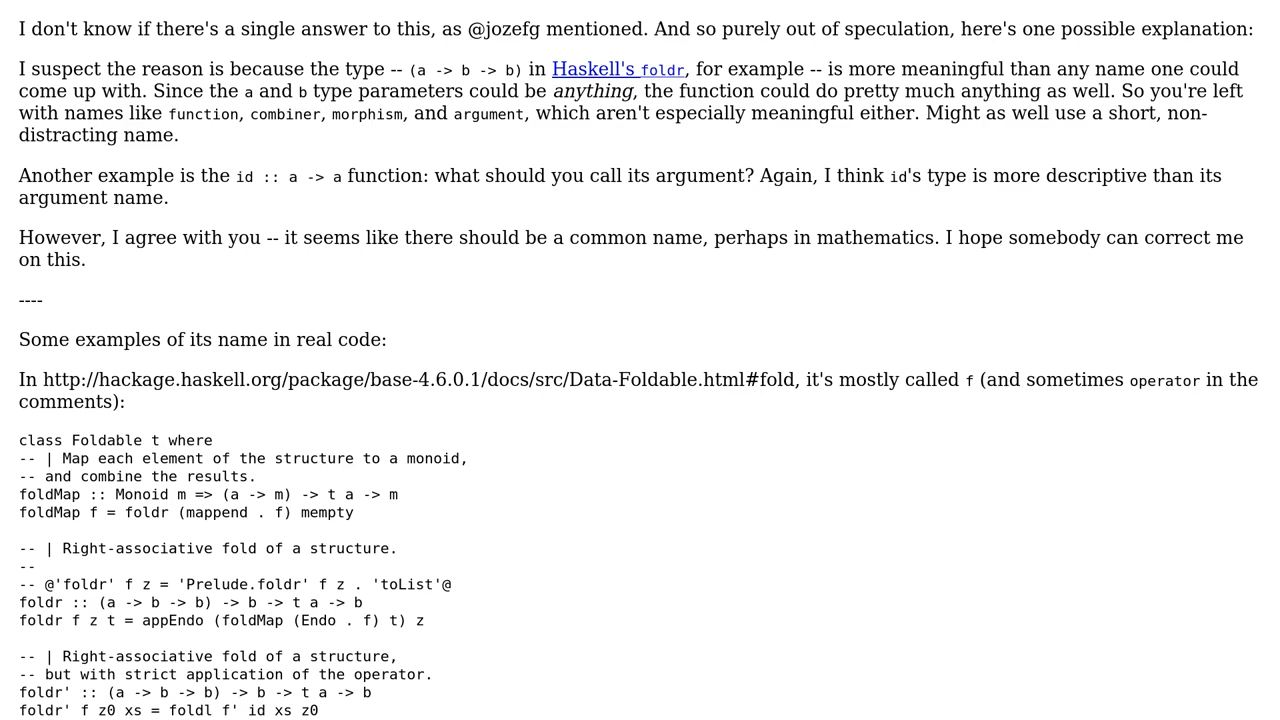 I don't know if there's a single answer to this, as @jozefg mentioned. And so purely out of speculation, here's one possible explanation:
I suspect the reason is because the type -- (a -> b -> b) in Haskell's foldr, for example -- is more meaningful than any name one could
come up with. Since the a and b type parameters could be anything, the function could do pretty much anything as well. So you're left
with names like function, combiner, morphism, and argument, which aren't especially meaningful either. Might as well use a short, non-
distracting name.
Another example is the id :: a -> a function: what should you call its argument? Again, I think id's type is more descriptive than its
argument name.
However, I agree with you -- it seems like there should be a common name, perhaps in mathematics. I hope somebody can correct me
on this.
----
Some examples of its name in real code:
In http://hackage.haskell.org/package/base-4.6.0.1/docs/src/Data-Foldable.html#fold, it's mostly called f (and sometimes operator in the
comments):
class Foldable t where
-- | Map each element of the structure to a monoid,
-- and combine the results.
foldMap :: Monoid m => (a -> m) -> t a -> m
foldMap f = foldr (mappend . f) mempty
-- | Right-associative fold of a structure.
--
-- @'foldr' f z = 'Prelude.foldr' f z . 'toList'@
foldr :: (a -> b -> b) -> b -> t a -> b
foldr f z t = appEndo (foldMap (Endo . f) t) z
-- | Right-associative fold of a structure,
-- but with strict application of the operator.
foldr' :: (a -> b -> b) -> b -> t a -> b
foldr' f z0 xs = foldl f' id xs z0